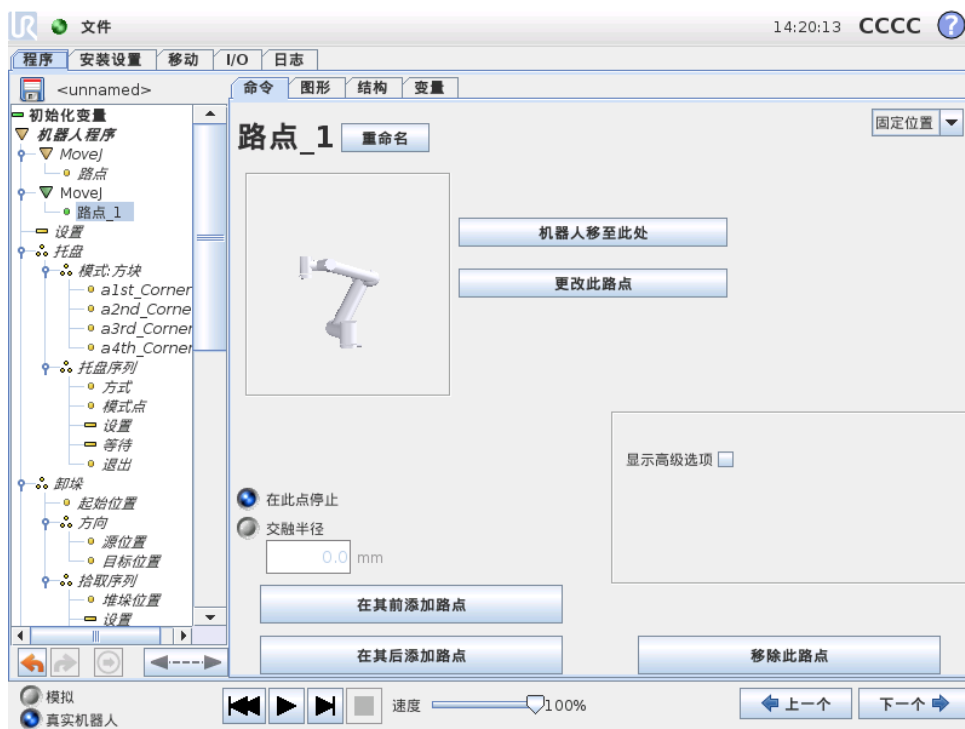 UR 文件 14:20:13 CCCC ?
程序 安装设置 移动 I/O 日志
<unnamed>
命令 图形 结构 变量
初始化变量
机器人程序
MoveJ
路点
MoveJ
路点_1
设置
托盘
模式:方块
a1st_Corner
a2nd_Corne
a3rd_Corner
a4th_Corner
托盘序列
方式
模式点
设置
等待
退出
卸垛
起始位置
方向
源位置
目标位置
拾取序列
堆垛位置
设置
路点_1 重命名
固定位置
机器人移至此处
更改此路点
显示高级选项
在此点停止
交融半径
0.0 mm
在其前添加路点
在其后添加路点 移除此路点
模拟
真实机器人
速度 100%
上一个 下一个